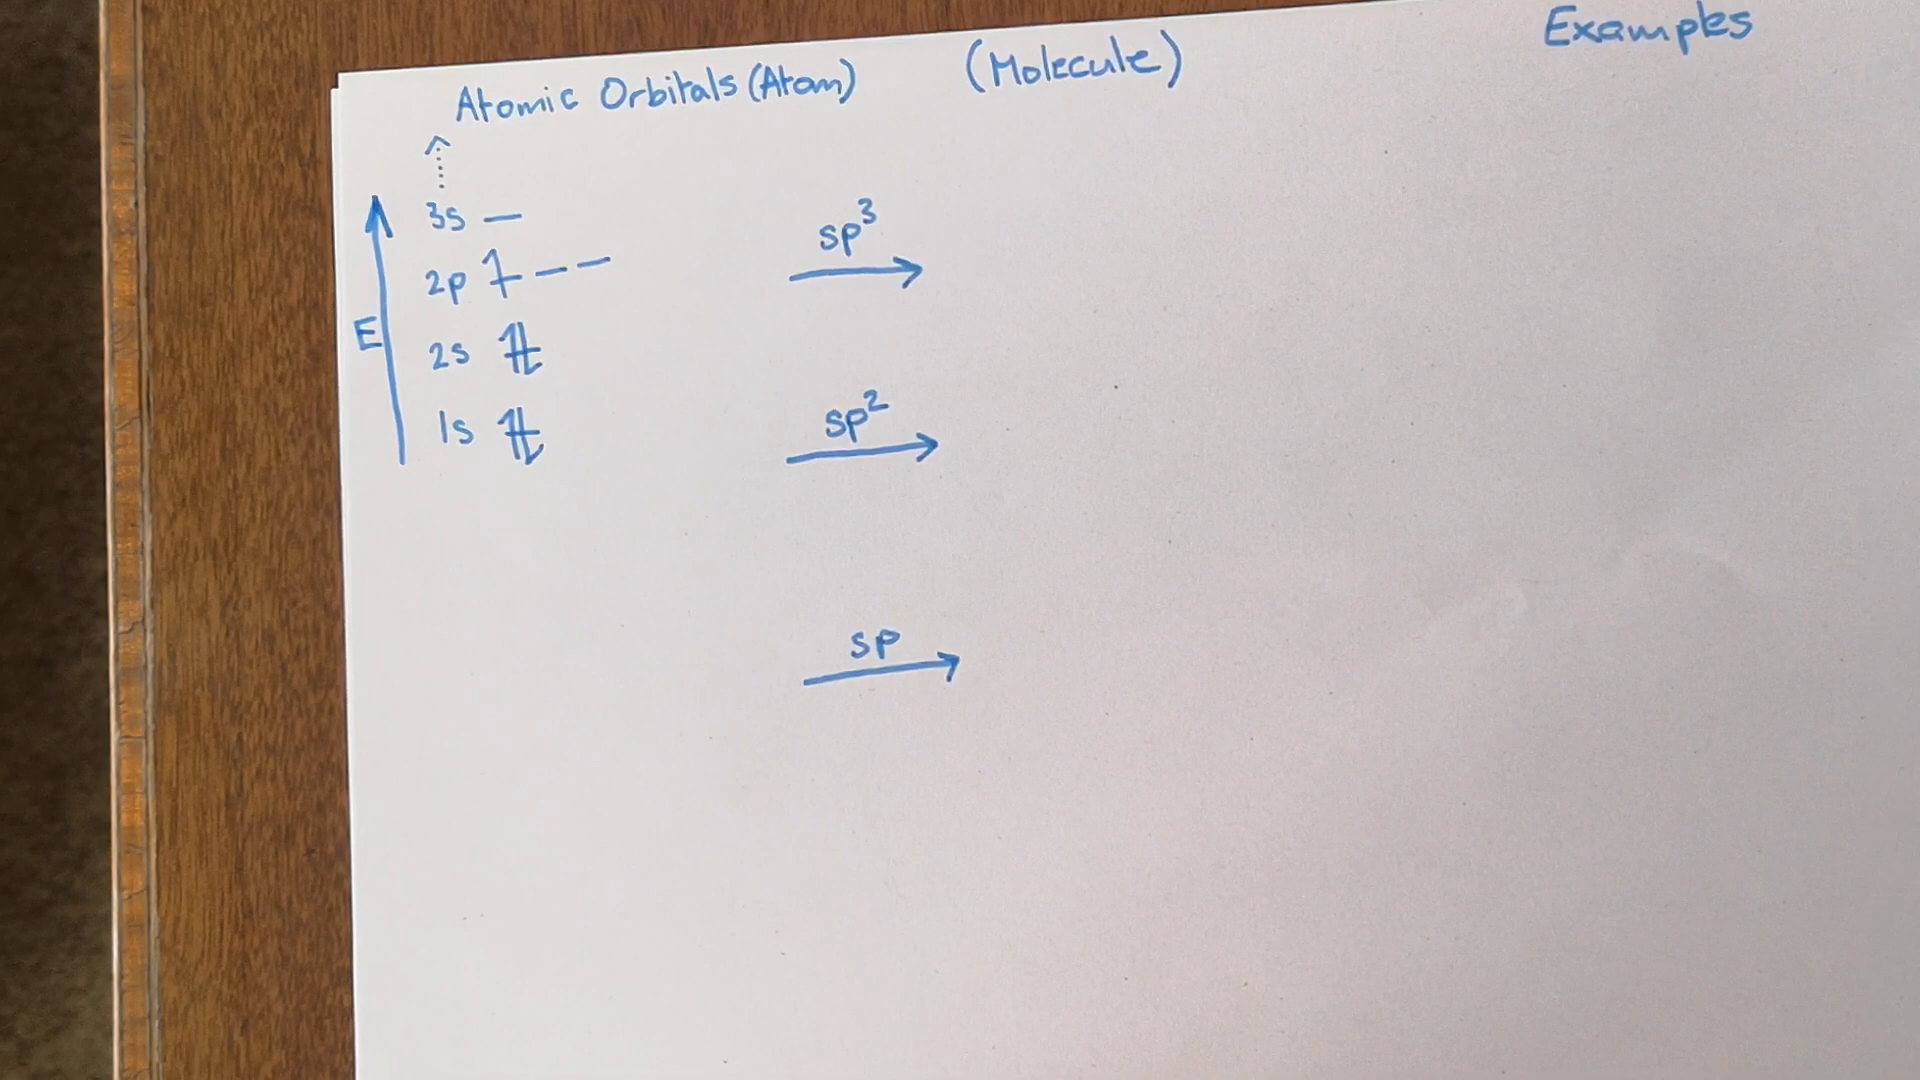 Atomic Orbitals (Atom) (Molecule) Examples
3s
2p
2s
1s
E
sp³
sp²
sp